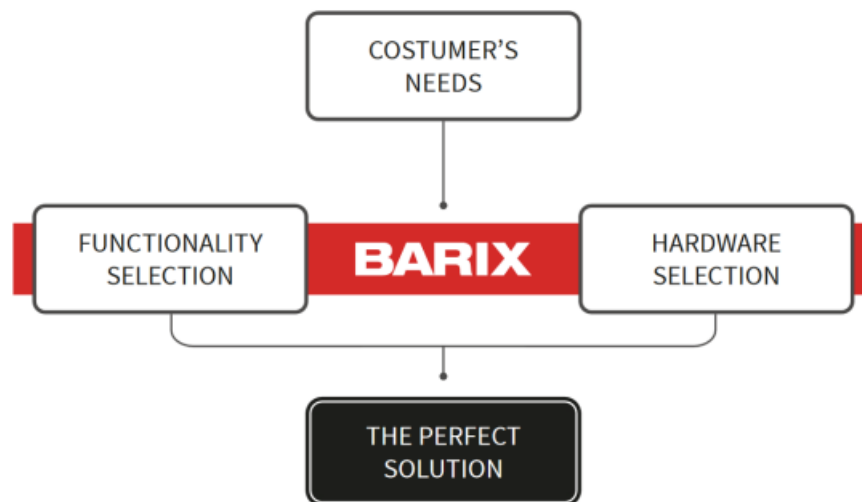 COSTUMER’S
NEEDS
FUNCTIONALITY
SELECTION
BARIX
HARDWARE
SELECTION
THE PERFECT
SOLUTION